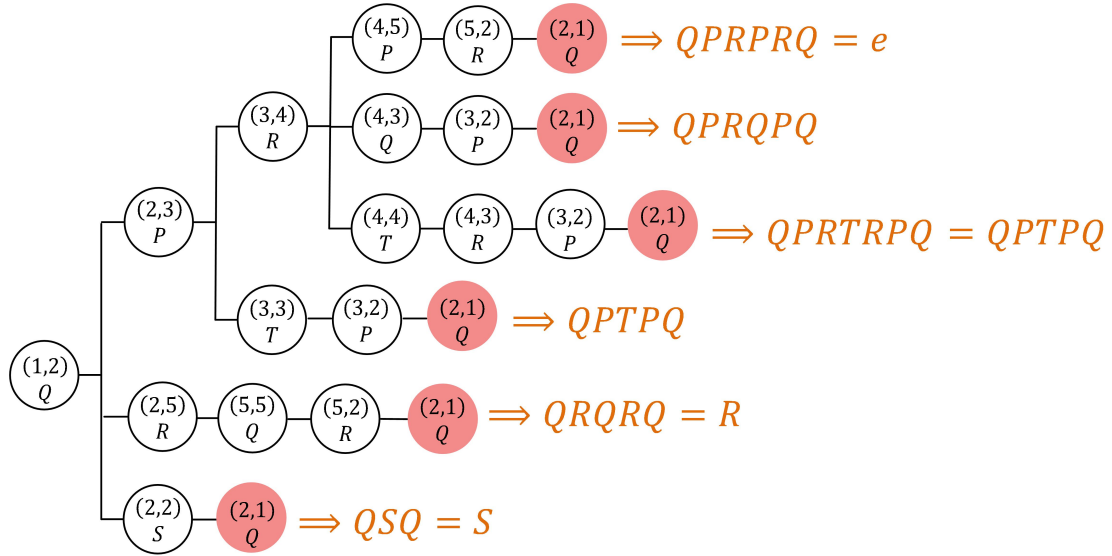 (4,5) P (5,2) R (2,1) Q ⟹ QPRPRQ = e
(3,4) R (4,3) Q (3,2) P (2,1) Q ⟹ QPRQPQ
(2,3) P (4,4) T (4,3) R (3,2) P (2,1) Q ⟹ QPRTRPQ = QPTPQ
(3,3) T (3,2) P (2,1) Q ⟹ QPTPQ
(1,2) Q
(2,5) R (5,5) Q (5,2) R (2,1) Q ⟹ QRQRQ = R
(2,2) S (2,1) Q ⟹ QSQ = S